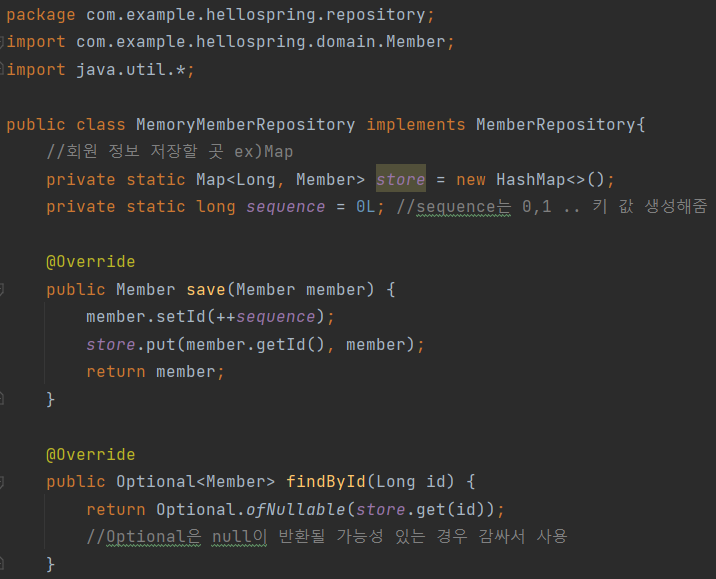 package com.example.hellospring.repository;
import com.example.hellospring.domain.Member;
import java.util.*;
public class MemoryMemberRepository implements MemberRepository{
//회원 정보 저장할 곳 ex)Map
private static Map<Long, Member> store = new HashMap<>();
private static long sequence = 0L; //sequence는 0,1 .. 키 값 생성해줌
@Override
public Member save(Member member) {
member.setId(++sequence);
store.put(member.getId(), member);
return member;
}
@Override
public Optional<Member> findById(Long id) {
return Optional.ofNullable(store.get(id));
//Optional은 null이 반환될 가능성 있는 경우 감싸서 사용
}